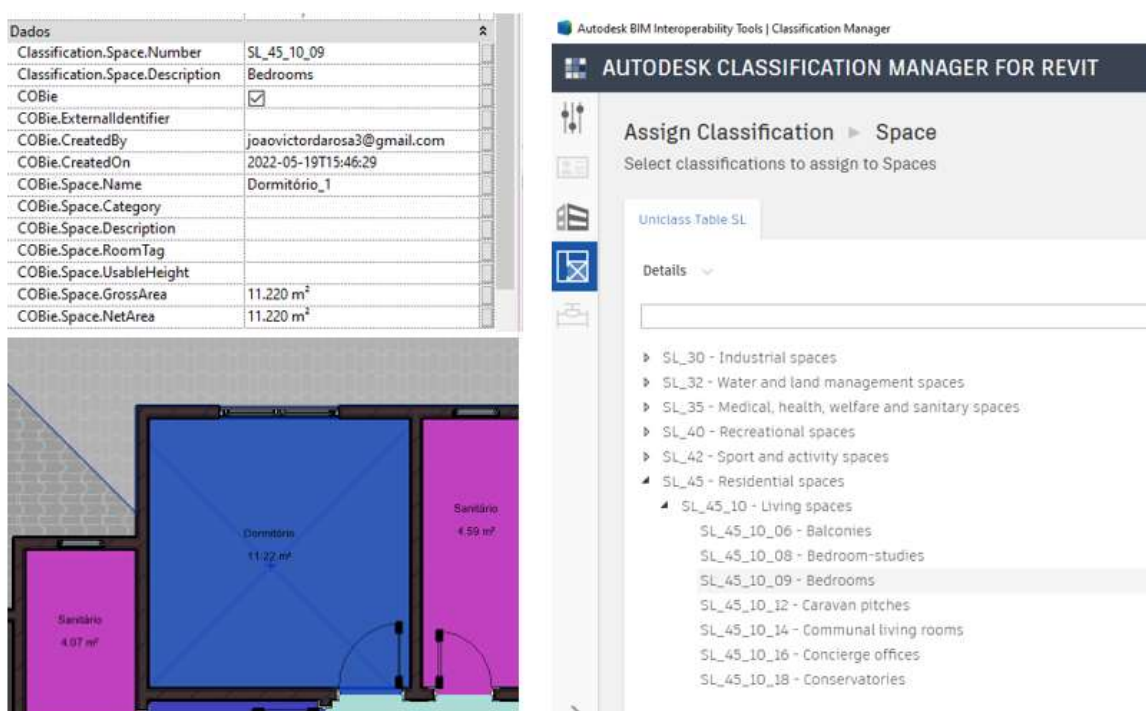 Dados
Classification.Space.Number SL_45_10_09
Classification.Space.Description Bedrooms
COBie
COBie.ExternalIdentifier
COBie.CreatedBy joaovictordarosa3@gmail.com
COBie.CreatedOn 2022-05-19T15:46:29
COBie.Space.Name Dormitório_1
COBie.Space.Category
COBie.Space.Description
COBie.Space.RoomTag
COBie.Space.UsableHeight
COBie.Space.GrossArea 11.220 m²
COBie.Space.NetArea 11.220 m²
Sanitário
4.59 m²
Dormitório
11.22 m²
Sanitário
4.07 m²
Autodesk BIM Interoperability Tools | Classification Manager
AUTODESK CLASSIFICATION MANAGER FOR REVIT
Assign Classification Space
Select classifications to assign to Spaces
Uniclass Table SL
Details
SL_30 - Industrial spaces
SL_32 - Water and land management spaces
SL_35 - Medical, health, welfare and sanitary spaces
SL_40 - Recreational spaces
SL_42 - Sport and activity spaces
SL_45 - Residential spaces
SL_45_10 - Living spaces
SL_45_10_06 - Balconies
SL_45_10_08 - Bedroom-studies
SL_45_10_09 - Bedrooms
SL_45_10_12 - Caravan pitches
SL_45_10_14 - Communal living rooms
SL_45_10_16 - Concierge offices
SL_45_10_18 - Conservatories